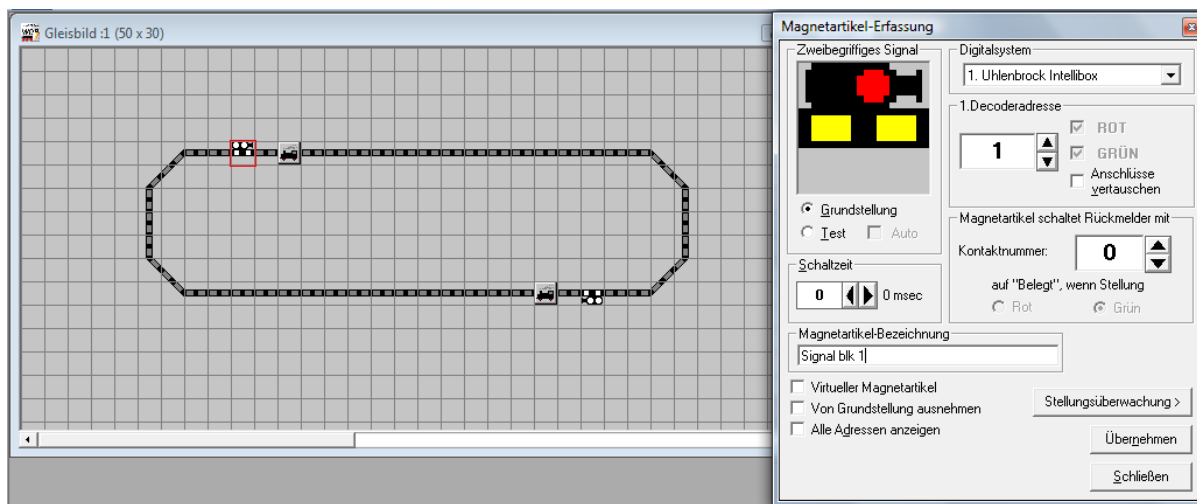 Gleisbild :1 (50 x 30)
Magnetartikel-Erfassung
Zweibegriffiges Signal
Grundstellung
Test
Auto
Schaltzeit
0
0 msec
Digitalsystem
1. Uhlenbrock Intellibox
1.Decoderadresse
1
ROT
GRÜN
Anschlüsse
vertauschen
Magnetartikel schaltet Rückmelder mit
Kontaktnummer:
0
auf "Belegt", wenn Stellung
Rot
Grün
Magnetartikel-Bezeichnung
Signal blk 1
Virtueller Magnetartikel
Von Grundstellung ausnehmen
Alle Adressen anzeigen
Stellungsüberwachung >
Übernehmen
Schließen